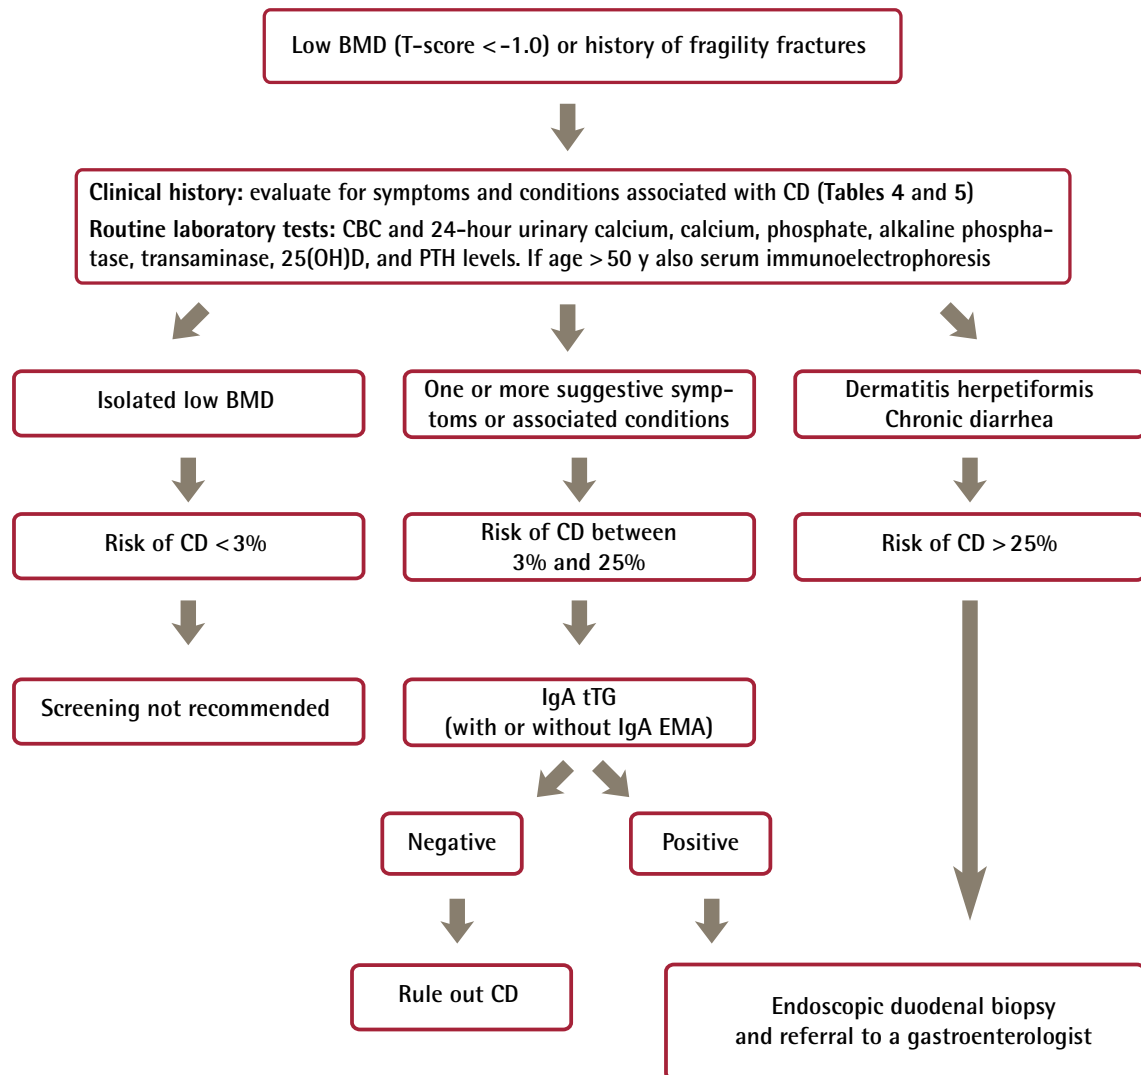 Low BMD (T-score <-1.0) or history of fragility fractures
Clinical history: evaluate for symptoms and conditions associated with CD (Tables 4 and 5)
Routine laboratory tests: CBC and 24-hour urinary calcium, calcium, phosphate, alkaline phospha-
tase, transaminase, 25(OH)D, and PTH levels. If age >50 y also serum immunoelectrophoresis
Isolated low BMD
One or more suggestive symp-
toms or associated conditions
Dermatitis herpetiformis
Chronic diarrhea
Risk of CD <3%
Risk of CD between
3% and 25%
Risk of CD >25%
Screening not recommended
IgA tTG
(with or without IgA EMA)
Negative
Positive
Rule out CD
Endoscopic duodenal biopsy
and referral to a gastroenterologist